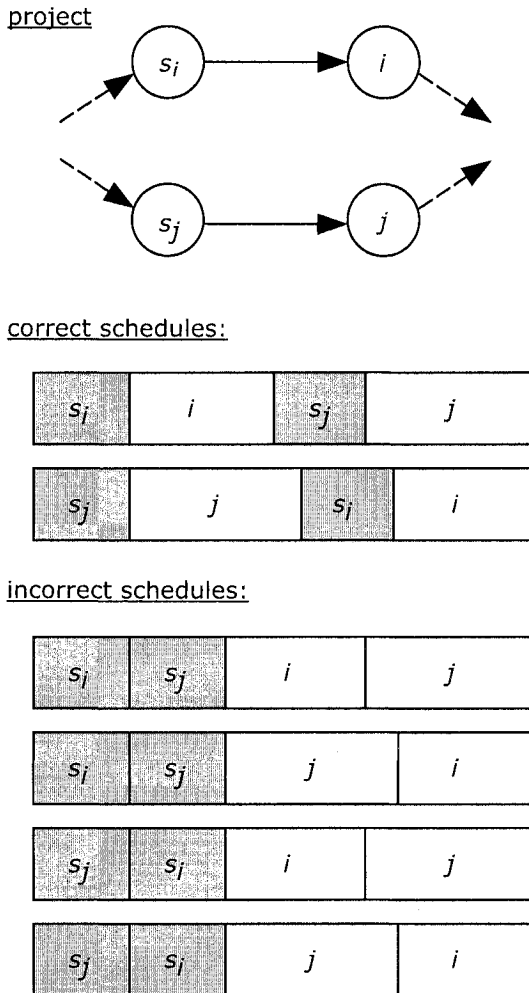 project
s_i i
s_j j
correct schedules:
s_i i s_j j
s_j j s_i i
incorrect schedules:
s_i s_j i j
s_i s_j j i
s_j s_i i j
s_j s_i j i